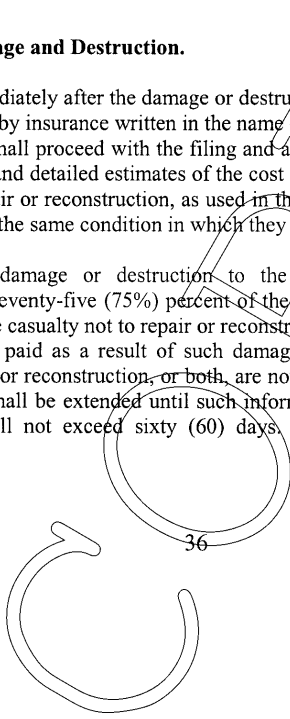 age and Destruction.
diately after the damage or destru
by insurance written in the name
hall proceed with the filing and a
and detailed estimates of the cost
ir or reconstruction, as used in th
the same condition in which they
damage or destruction to the
eventy-five (75%) percent of the
e casualty not to repair or reconstr
paid as a result of such damag
or reconstruction, or both, are no
hall be extended until such inform
ll not exceed sixty (60) days.
36